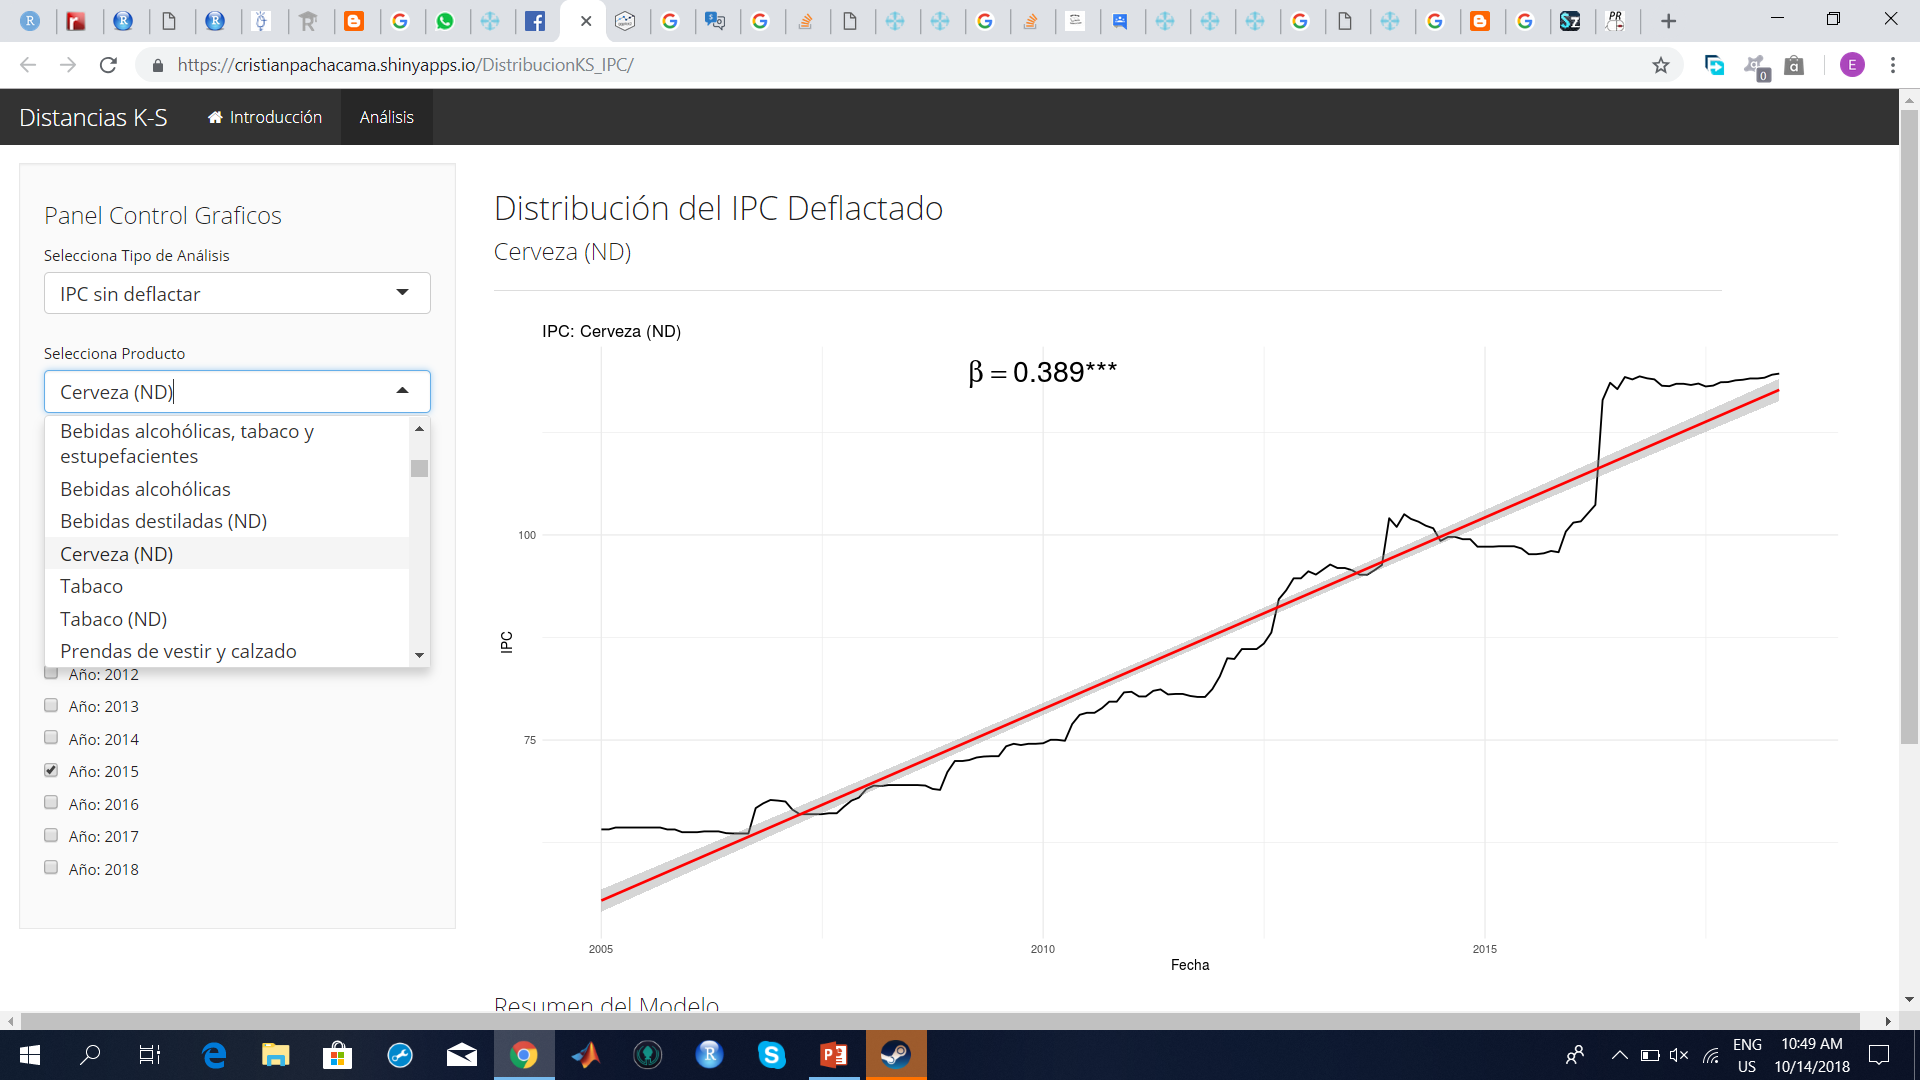 https://cristianpachacama.shinyapps.io/DistribucionKS_IPC/
0
E
Distancias K-S
Introducción
Análisis
Panel Control Graficos
Selecciona Tipo de Análisis
IPC sin deflactar
Selecciona Producto
Cerveza (ND)
Bebidas alcohólicas, tabaco y
estupefacientes
Bebidas alcohólicas
Bebidas destiladas (ND)
Cerveza (ND)
Tabaco
Tabaco (ND)
Prendas de vestir y calzado
Año: 2012
Año: 2013
Año: 2014
Año: 2015
Año: 2016
Año: 2017
Año: 2018
Distribución del IPC Deflactado
Cerveza (ND)
IPC: Cerveza (ND)
β = 0.389***
100
75
IPC
2005
2010
2015
Fecha
Resumen del Modelo
ENG
US
10:49 AM
10/14/2018